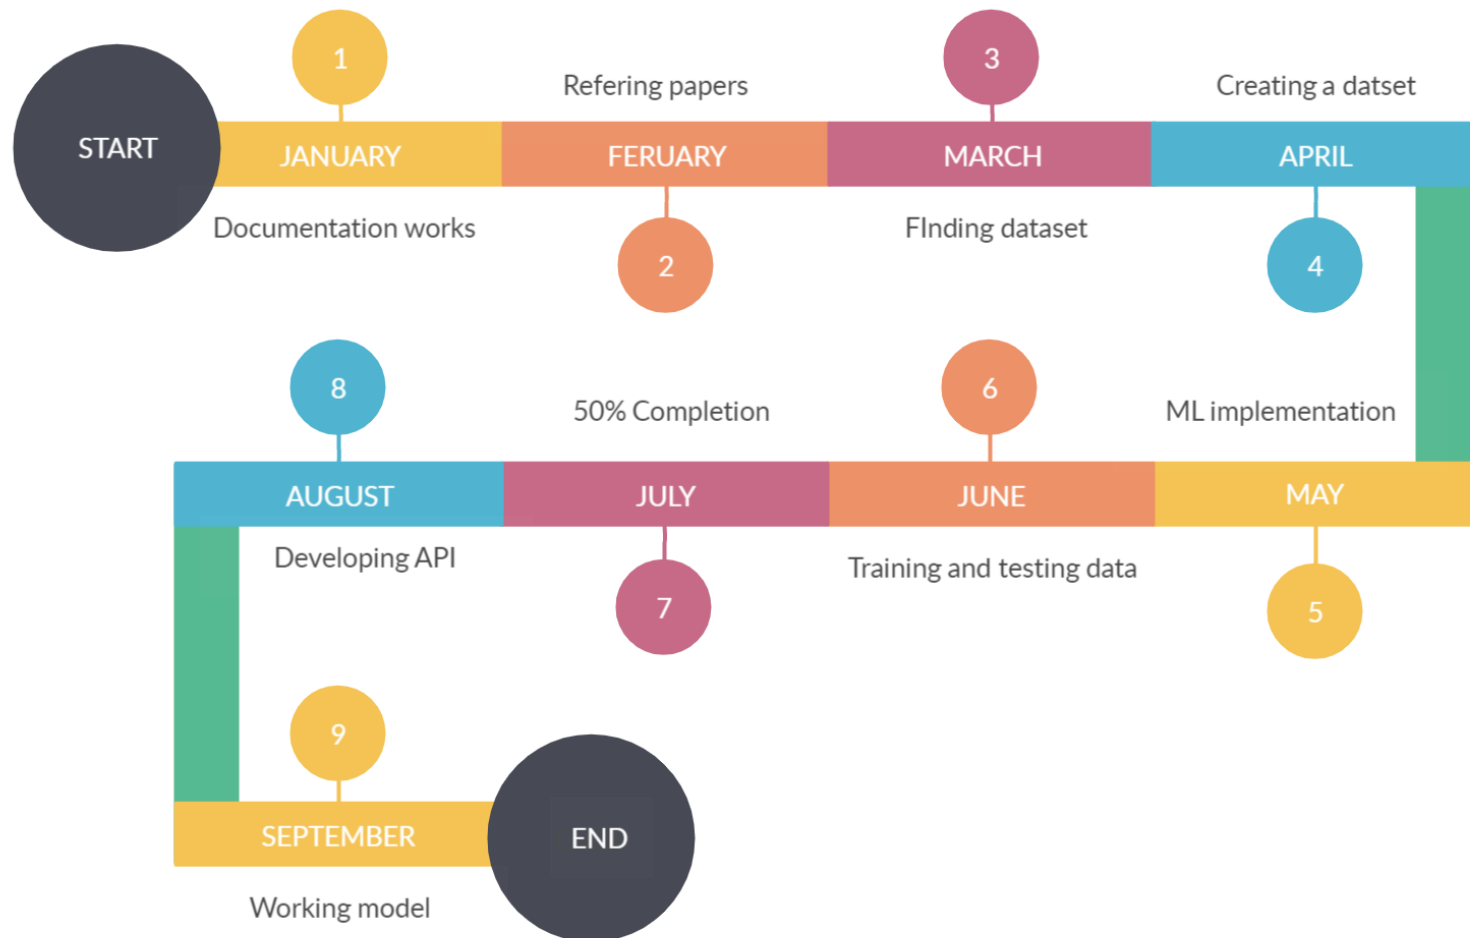 START
1
JANUARY
Documentation works
Refering papers
FERUARY
2
3
MARCH
FInding dataset
Creating a datset
APRIL
4
ML implementation
MAY
5
6
JUNE
Training and testing data
50% Completion
JULY
7
8
AUGUST
Developing API
9
SEPTEMBER
Working model
END